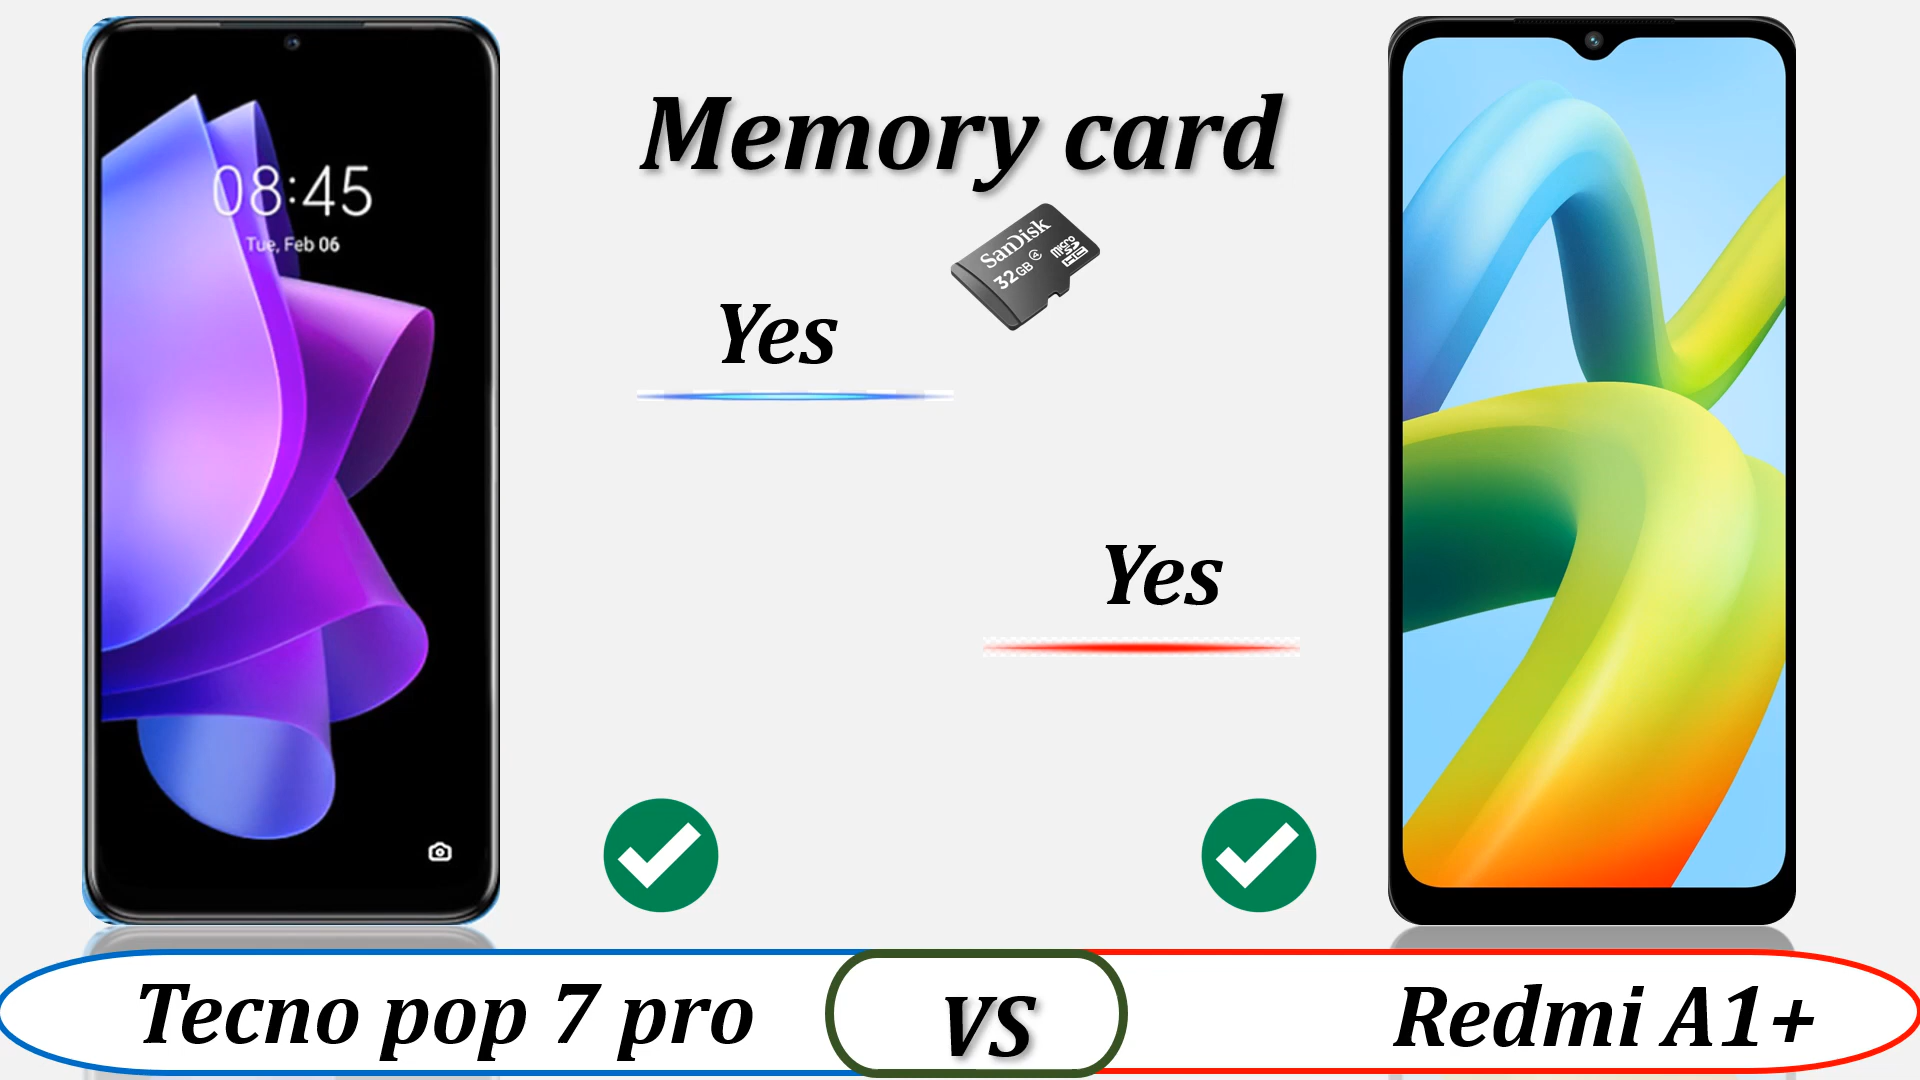 Memory card
08:45
Tue, Feb 06
SanDisk
32GB 4
micro
SD
HC
Yes
Yes
Tecno pop 7 pro
VS
Redmi A1+